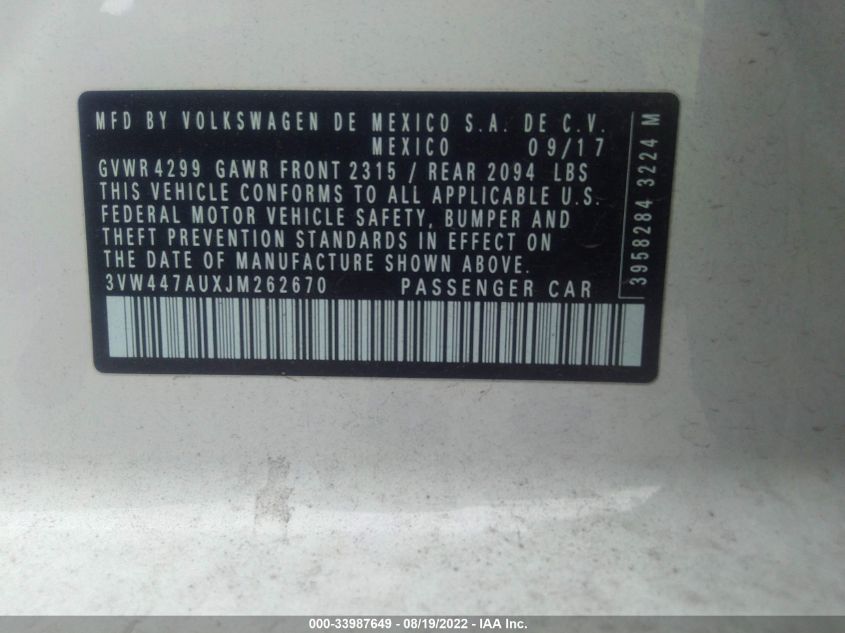 MFD BY VOLKSWAGEN DE MEXICO S.A. DE C.V.
MEXICO 09/17
GVWR 4299 GAWR FRONT 2315 / REAR 2094 LBS
THIS VEHICLE CONFORMS TO ALL APPLICABLE U.S.
FEDERAL MOTOR VEHICLE SAFETY, BUMPER AND
THEFT PREVENTION STANDARDS IN EFFECT ON
THE DATE OF MANUFACTURE SHOWN ABOVE.
3VW447AUXJM262670 PASSENGER CAR
3958284 3224 M
000-33987649 - 08/19/2022 - IAA Inc.